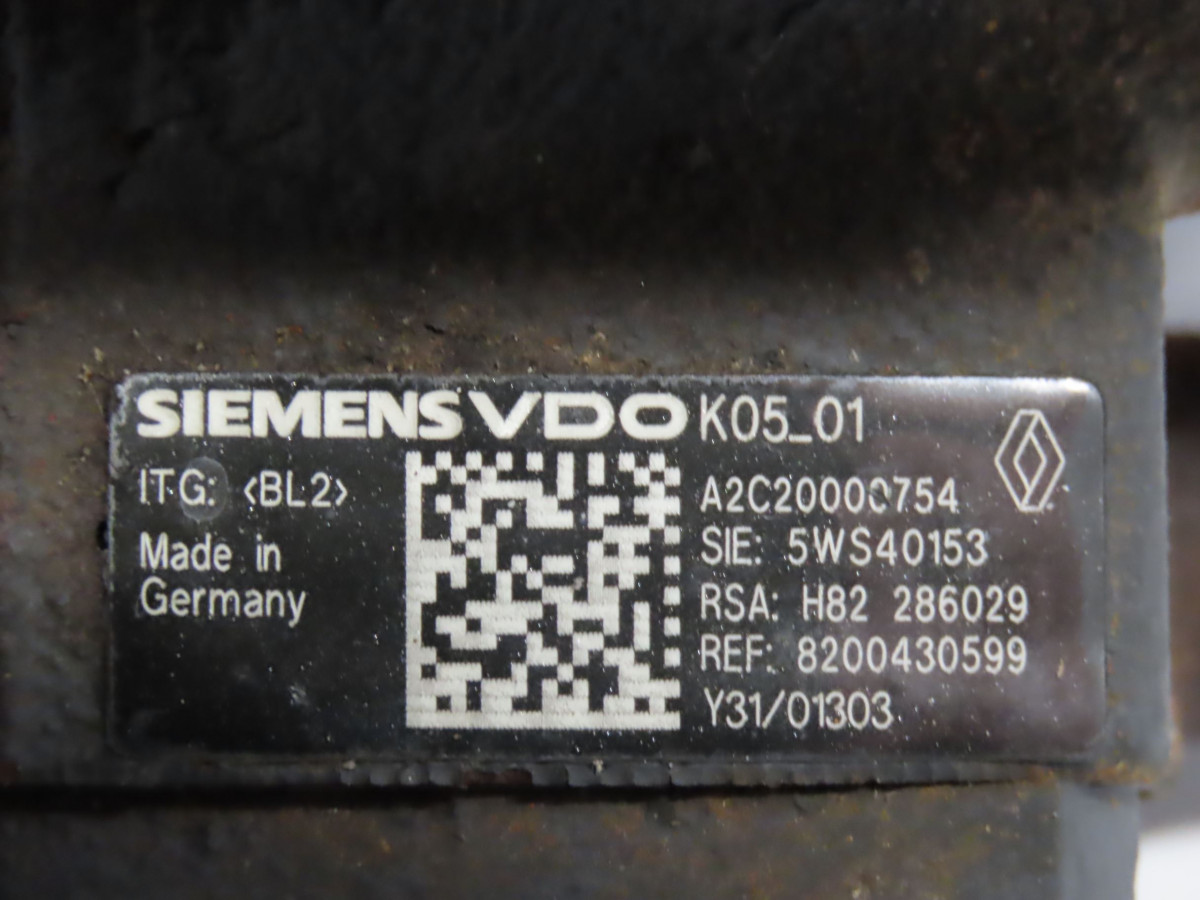 SIEMENS VDO K05_01
ITG: <BL2>
Made in
Germany
A2C20000754
SIE: 5WS40153
RSA: H82 286029
REF: 8200430599
Y31/01303